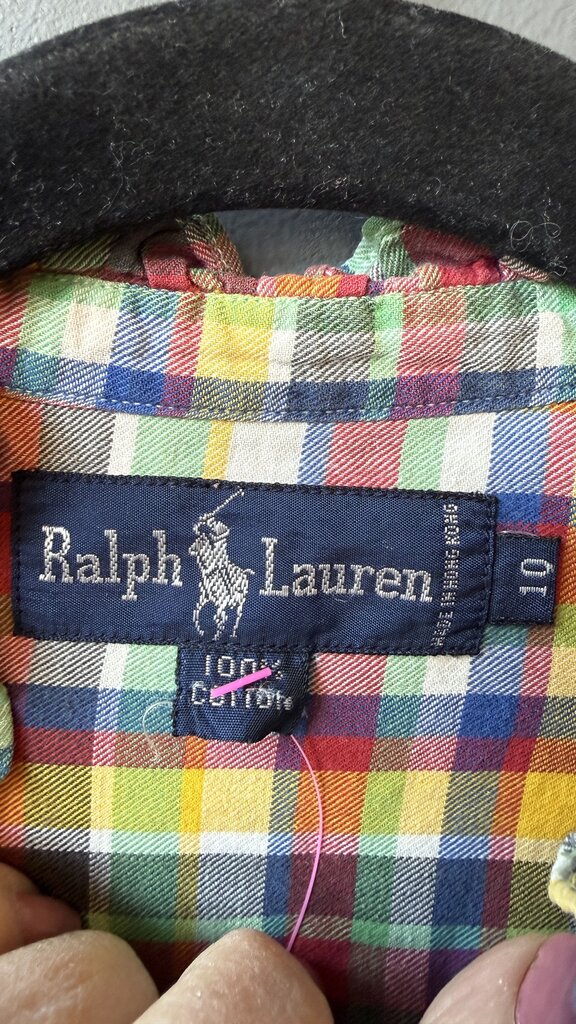 Ralph Lauren
MADE IN HONG KONG
10
100%
COTTON